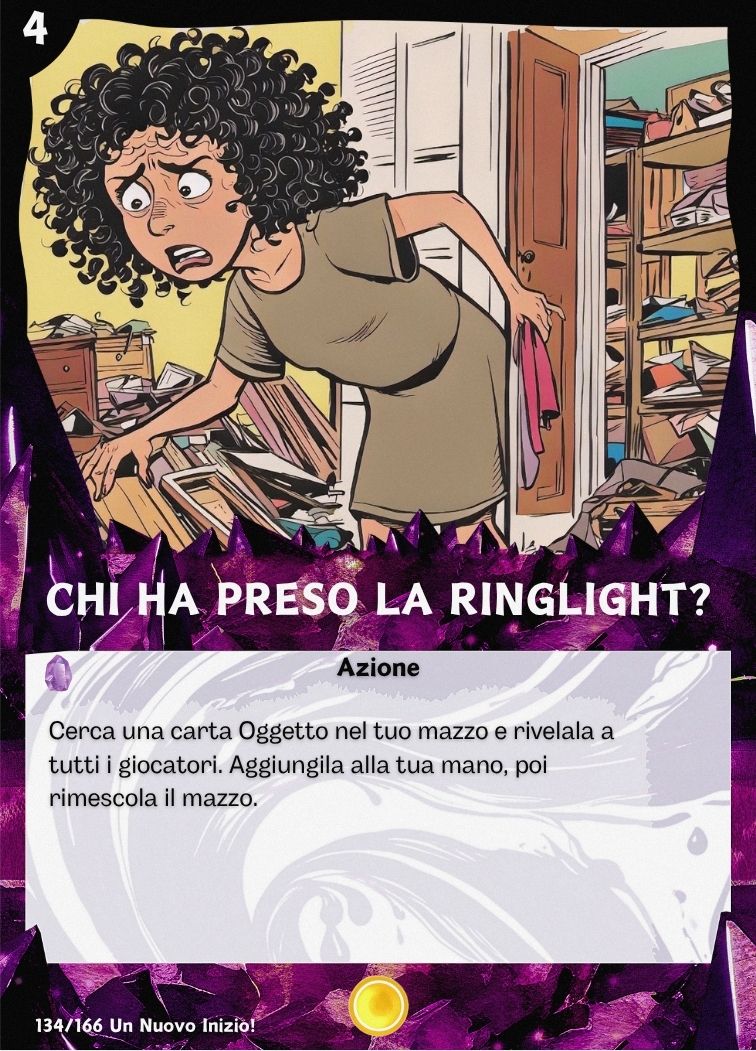 4
CHI HA PRESO LA RINGLIGHT?
Azione
Cerca una carta Oggetto nel tuo mazzo e rivelala a
tutti i giocatori. Aggiungila alla tua mano, poi
rimescola il mazzo.
134/166 Un Nuovo Inizio!